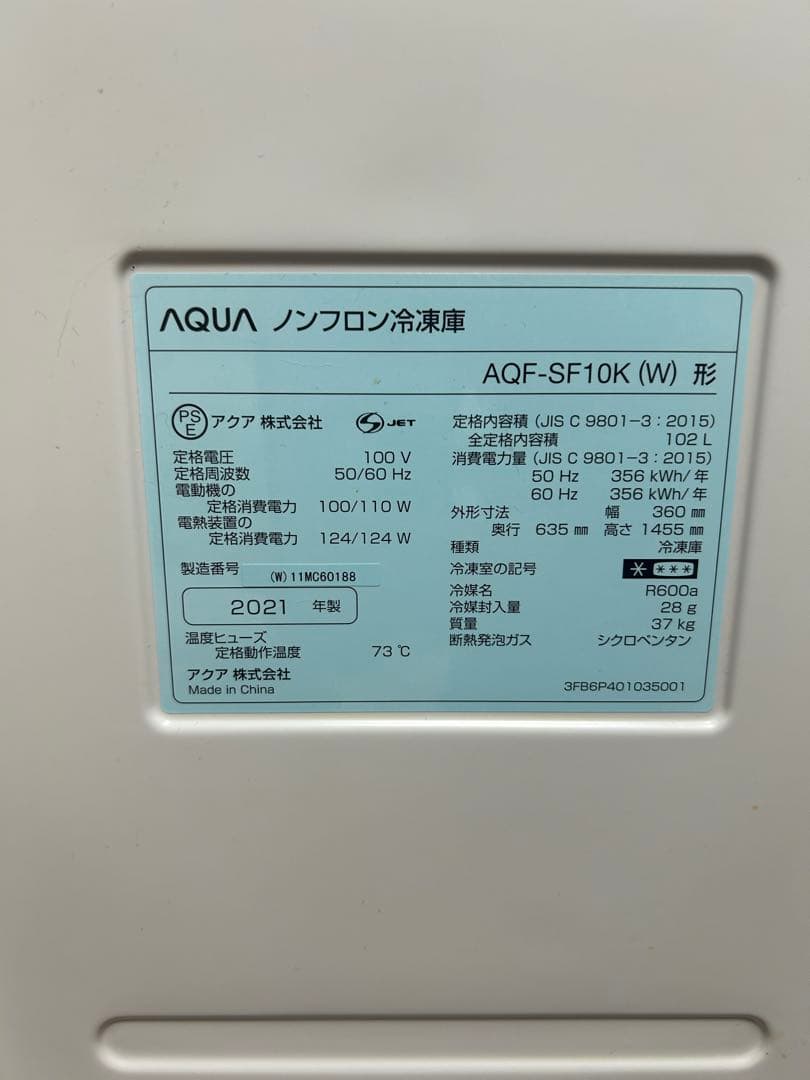 AQUA ノンフロン冷凍庫
AQF-SF10K (W) 形
PSE アクア 株式会社 S JET
定格電圧 100 V
定格周波数 50/60 Hz
電動機の
定格消費電力 100/110 W
電熱装置の
定格消費電力 124/124 W
製造番号 (W) 11MC60188
2021 年製
温度ヒューズ
定格動作温度 73 ℃
アクア 株式会社
Made in China
定格内容積 (JIS C 9801-3:2015)
全定格内容積 102 L
消費電力量 (JIS C 9801-3:2015)
50 Hz 356 kWh/年
60 Hz 356 kWh/年
外形寸法 幅 360 ㎜
奥行 635 ㎜ 高さ 1455 ㎜
種類 冷凍庫
冷凍室の記号 * ***
冷媒名 R600a
冷媒封入量 28 g
質量 37 kg
断熱発泡ガス シクロペンタン
3FB6P401035001